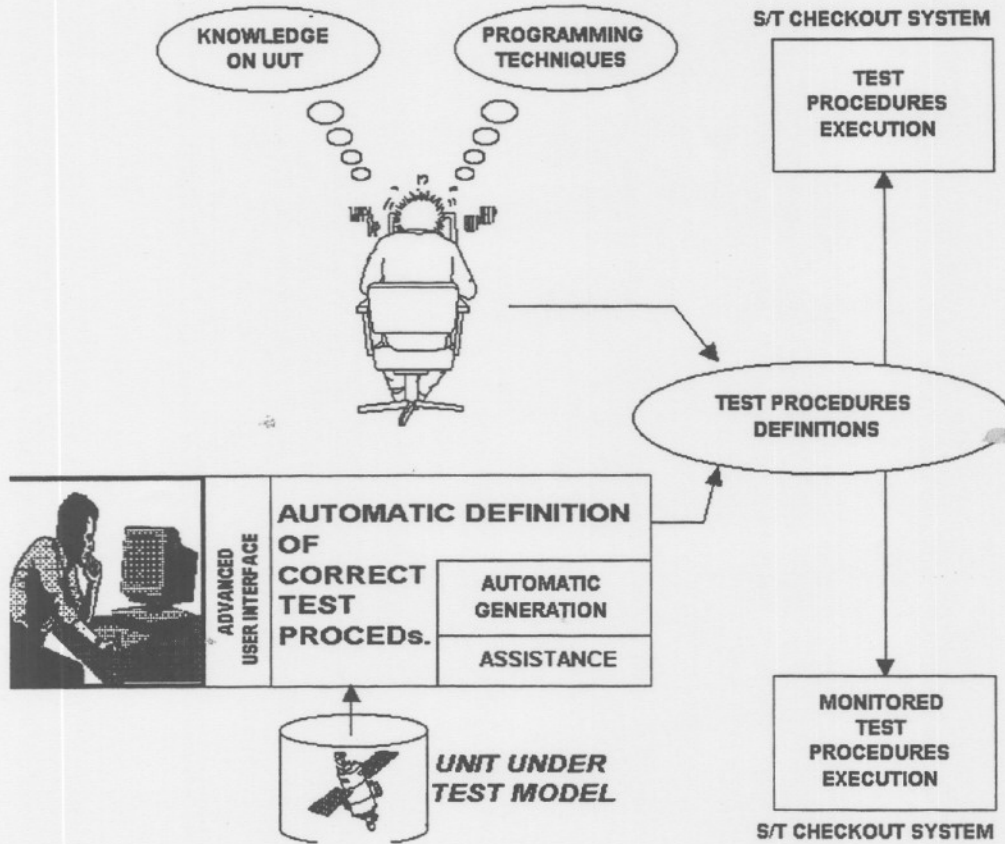 S/T CHECKOUT SYSTEM
KNOWLEDGE
ON UUT
PROGRAMMING
TECHNIQUES
TEST
PROCEDURES
EXECUTION
TEST PROCEDURES
DEFINITIONS
ADVANCED
USER INTERFACE
AUTOMATIC DEFINITION
OF
CORRECT
TEST
PROCEDs.
AUTOMATIC
GENERATION
ASSISTANCE
UNIT UNDER
TEST MODEL
MONITORED
TEST
PROCEDURES
EXECUTION
S/T CHECKOUT SYSTEM